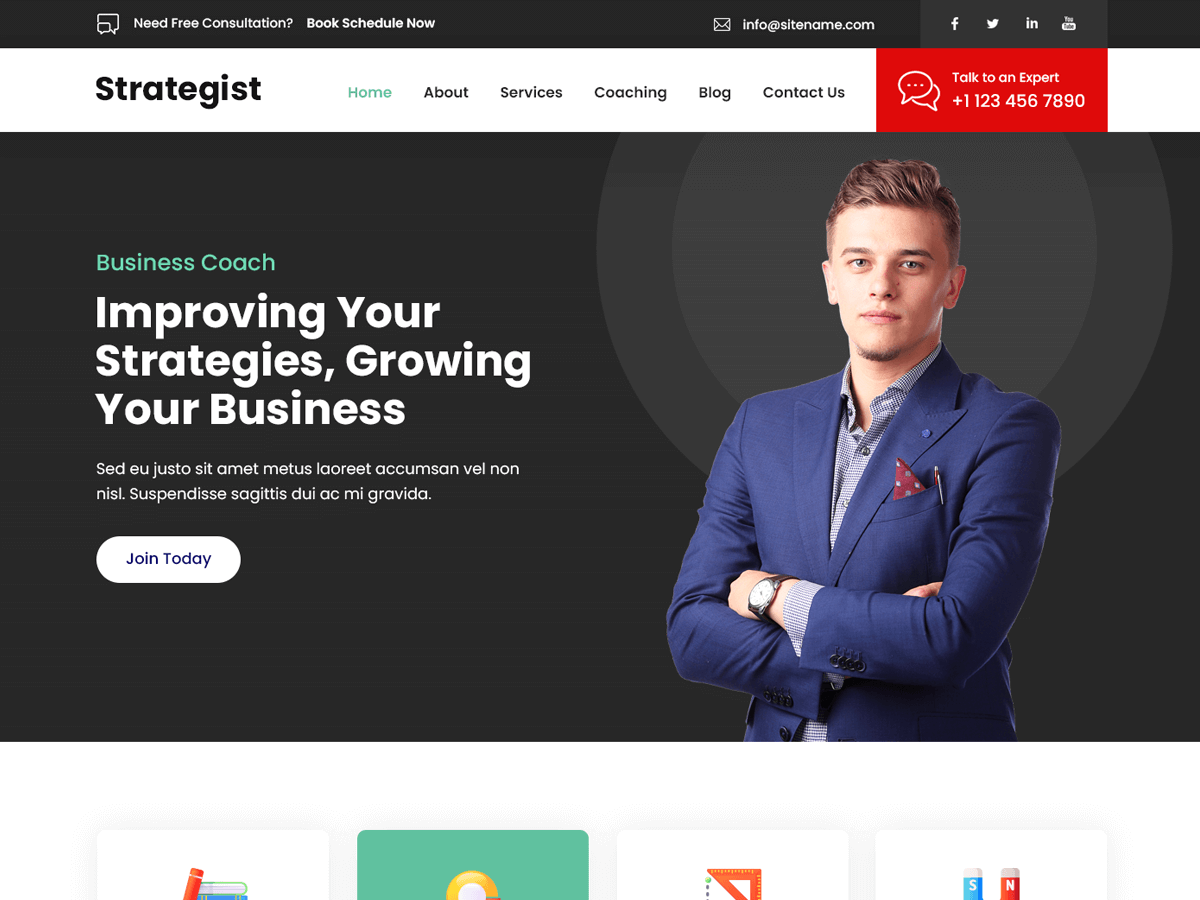 Need Free Consultation? Book Schedule Now
info@sitename.com
f in You Tube
Strategist
Home About Services Coaching Blog Contact Us
Talk to an Expert
+1 123 456 7890
Business Coach
Improving Your
Strategies, Growing
Your Business
Sed eu justo sit amet metus laoreet accumsan vel non
nisl. Suspendisse sagittis dui ac mi gravida.
Join Today
S N